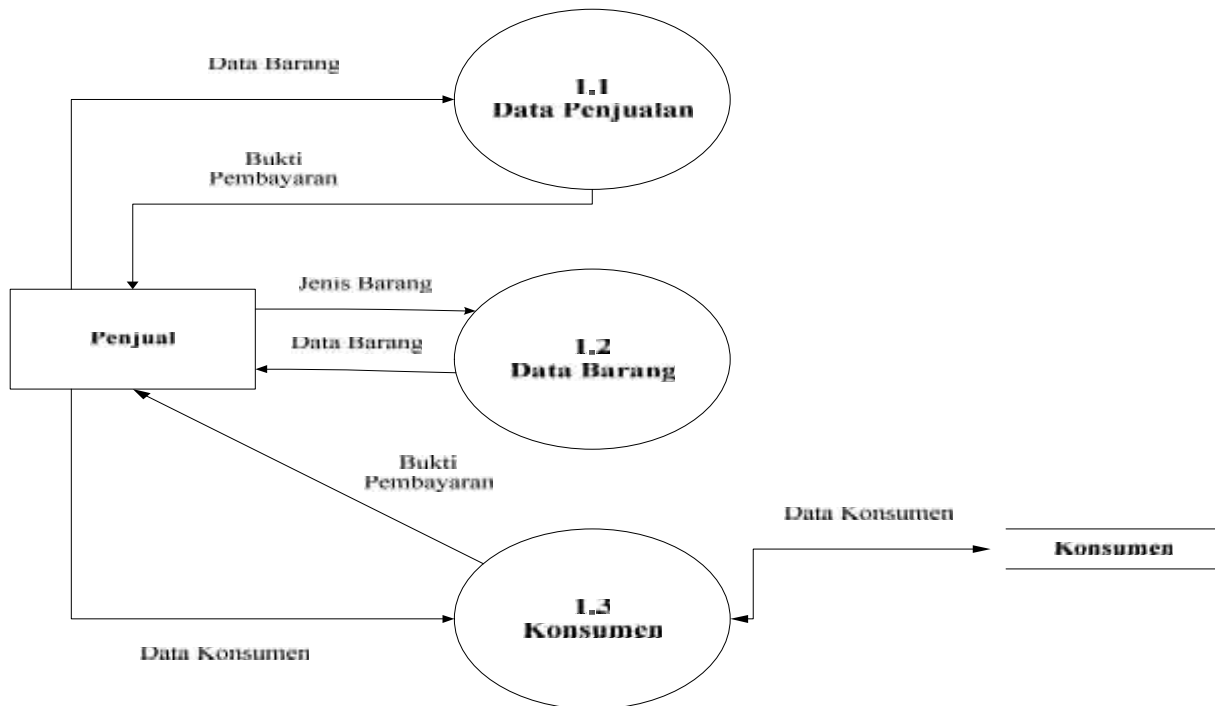 Data Barang
1.1
Data Penjualan
Bukti
Pembayaran
Jenis Barang
Penjual
Data Barang
1.2
Data Barang
Bukti
Pembayaran
Data Konsumen
Konsumen
1.3
Konsumen
Data Konsumen